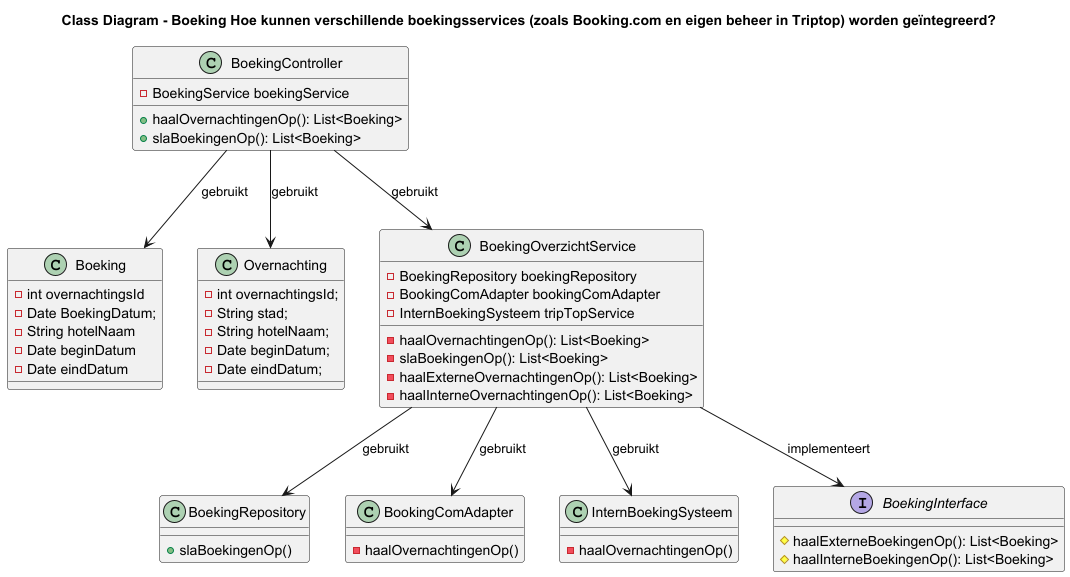 Class Diagram - Boeking Hoe kunnen verschillende boekingsservices (zoals Booking.com en eigen beheer in Triptop) worden geïntegreerd?
C BoekingController
BoekingService boekingService
haalOvernachtingenOp(): List<Boeking>
slaBoekingenOp(): List<Boeking>
gebruikt
gebruikt
gebruikt
C Boeking
int overnachtingsId
Date BoekingDatum;
String hotelNaam
Date beginDatum
Date eindDatum
C Overnachting
int overnachtingsId;
String stad;
String hotelNaam;
Date beginDatum;
Date eindDatum;
C BoekingOverzichtService
BoekingRepository boekingRepository
BookingComAdapter bookingComAdapter
InternBoekingSysteem tripTopService
haalOvernachtingenOp(): List<Boeking>
slaBoekingenOp(): List<Boeking>
haalExterneOvernachtingenOp(): List<Boeking>
haalInterneOvernachtingenOp(): List<Boeking>
gebruikt
gebruikt
gebruikt
implementeert
C BoekingRepository
slaBoekingenOp()
C BookingComAdapter
haalOvernachtingenOp()
C InternBoekingSysteem
haalOvernachtingenOp()
I BoekingInterface
haalExterneBoekingenOp(): List<Boeking>
haalInterneBoekingenOp(): List<Boeking>